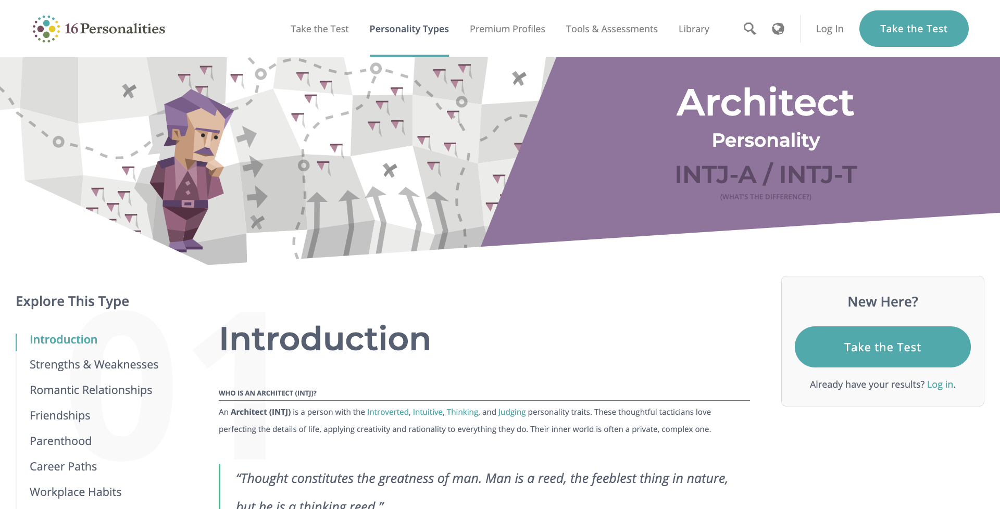 16Personalities
Take the Test
Personality Types
Premium Profiles
Tools & Assessments
Library
Log In
Take the Test
Architect
Personality
INTJ-A / INTJ-T
(WHAT'S THE DIFFERENCE?)
Explore This Type
Introduction
Strengths & Weaknesses
Romantic Relationships
Friendships
Parenthood
Career Paths
Workplace Habits
01
Introduction
WHO IS AN ARCHITECT (INTJ)?
An Architect (INTJ) is a person with the Introverted, Intuitive, Thinking, and Judging personality traits. These thoughtful tacticians love
perfecting the details of life, applying creativity and rationality to everything they do. Their inner world is often a private, complex one.
“Thought constitutes the greatness of man. Man is a reed, the feeblest thing in nature,
but he is a thinking reed.”
New Here?
Take the Test
Already have your results? Log in.